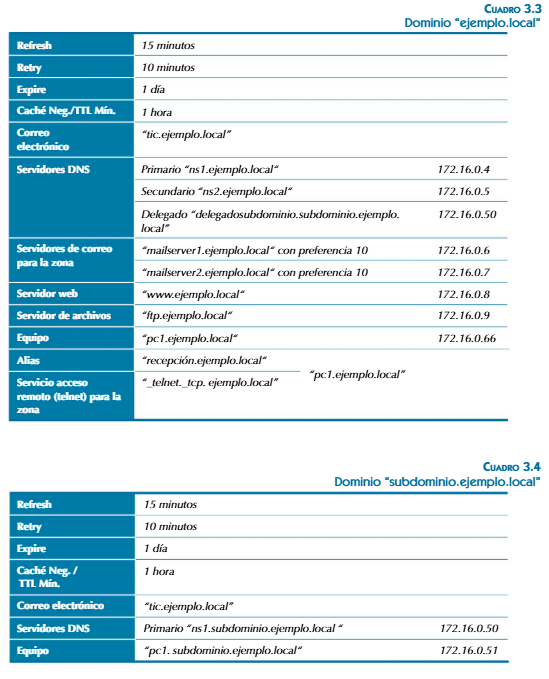 CUADRO 3.3
Dominio “ejemplo.local”
Refresh 15 minutos
Retry 10 minutos
Expire 1 día
Caché Neg./TTL Mín. 1 hora
Correo
electrónico “tic.ejemplo.local”
Servidores DNS Primario “ns1.ejemplo.local“ 172.16.0.4
Secundario “ns2.ejemplo.local“ 172.16.0.5
Delegado “delegadosubdominio.subdominio.ejemplo. 172.16.0.50
local”
Servidores de correo
para la zona “mailserver1.ejemplo.local“ con preferencia 10 172.16.0.6
“mailserver2.ejemplo.local“ con preferencia 10 172.16.0.7
Servidor web “www.ejemplo.local“ 172.16.0.8
Servidor de archivos “ftp.ejemplo.local“ 172.16.0.9
Equipo “pc1.ejemplo.local“ 172.16.0.66
Alias “recepción.ejemplo.local“
“pc1.ejemplo.local”
Servicio acceso
remoto (telnet) para la
zona “_telnet._tcp. ejemplo.local”
CUADRO 3.4
Dominio “subdominio.ejemplo.local”
Refresh 15 minutos
Retry 10 minutos
Expire 1 día
Caché Neg. /
TTL Mín. 1 hora
Correo electrónico “tic.ejemplo.local”
Servidores DNS Primario “ns1.subdominio.ejemplo.local “ 172.16.0.50
Equipo “pc1. subdominio.ejemplo.local“ 172.16.0.51